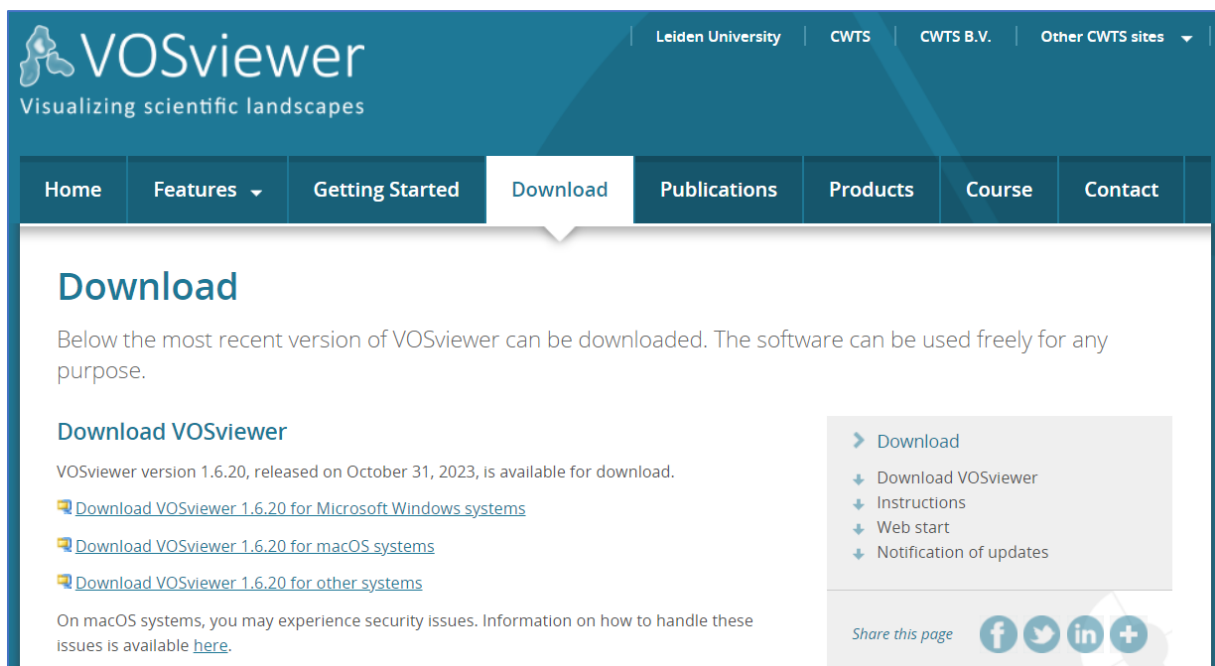 VOSviewer
Visualizing scientific landscapes
Leiden University
CWTS
CWTS B.V.
Other CWTS sites
Home
Features
Getting Started
Download
Publications
Products
Course
Contact
Download
Below the most recent version of VOSviewer can be downloaded. The software can be used freely for any
purpose.
Download VOSviewer
VOSviewer version 1.6.20, released on October 31, 2023, is available for download.
Download VOSviewer 1.6.20 for Microsoft Windows systems
Download VOSviewer 1.6.20 for macOS systems
Download VOSviewer 1.6.20 for other systems
On macOS systems, you may experience security issues. Information on how to handle these
issues is available here.
Download
Download VOSviewer
Instructions
Web start
Notification of updates
Share this page